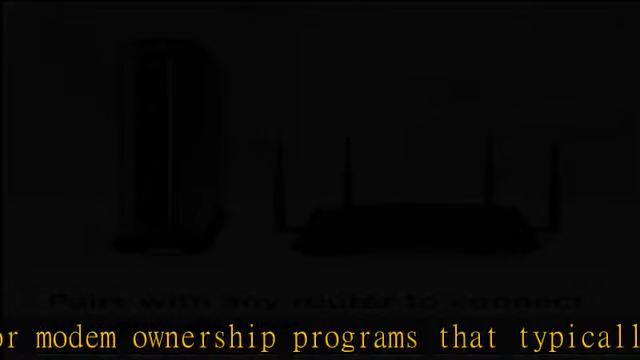 Pairs with any router to connect
or modem ownership programs that typicall